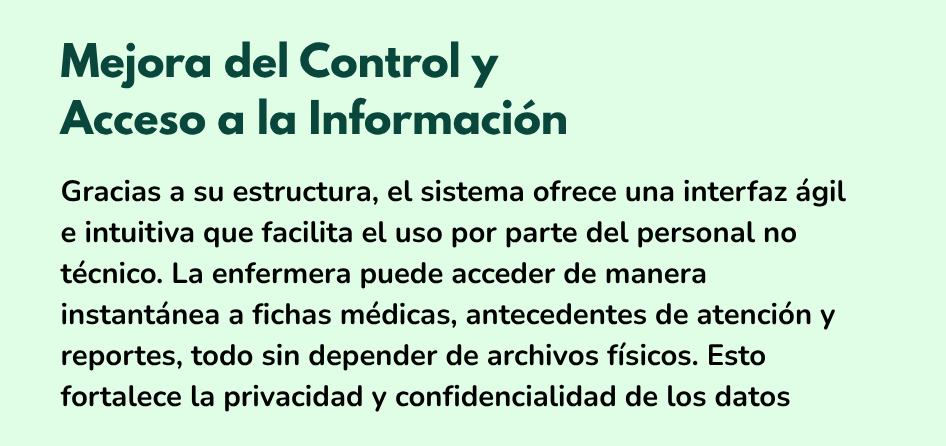 Mejora del Control y
Acceso a la Información
Gracias a su estructura, el sistema ofrece una interfaz ágil
e intuitiva que facilita el uso por parte del personal no
técnico. La enfermera puede acceder de manera
instantánea a fichas médicas, antecedentes de atención y
reportes, todo sin depender de archivos físicos. Esto
fortalece la privacidad y confidencialidad de los datos